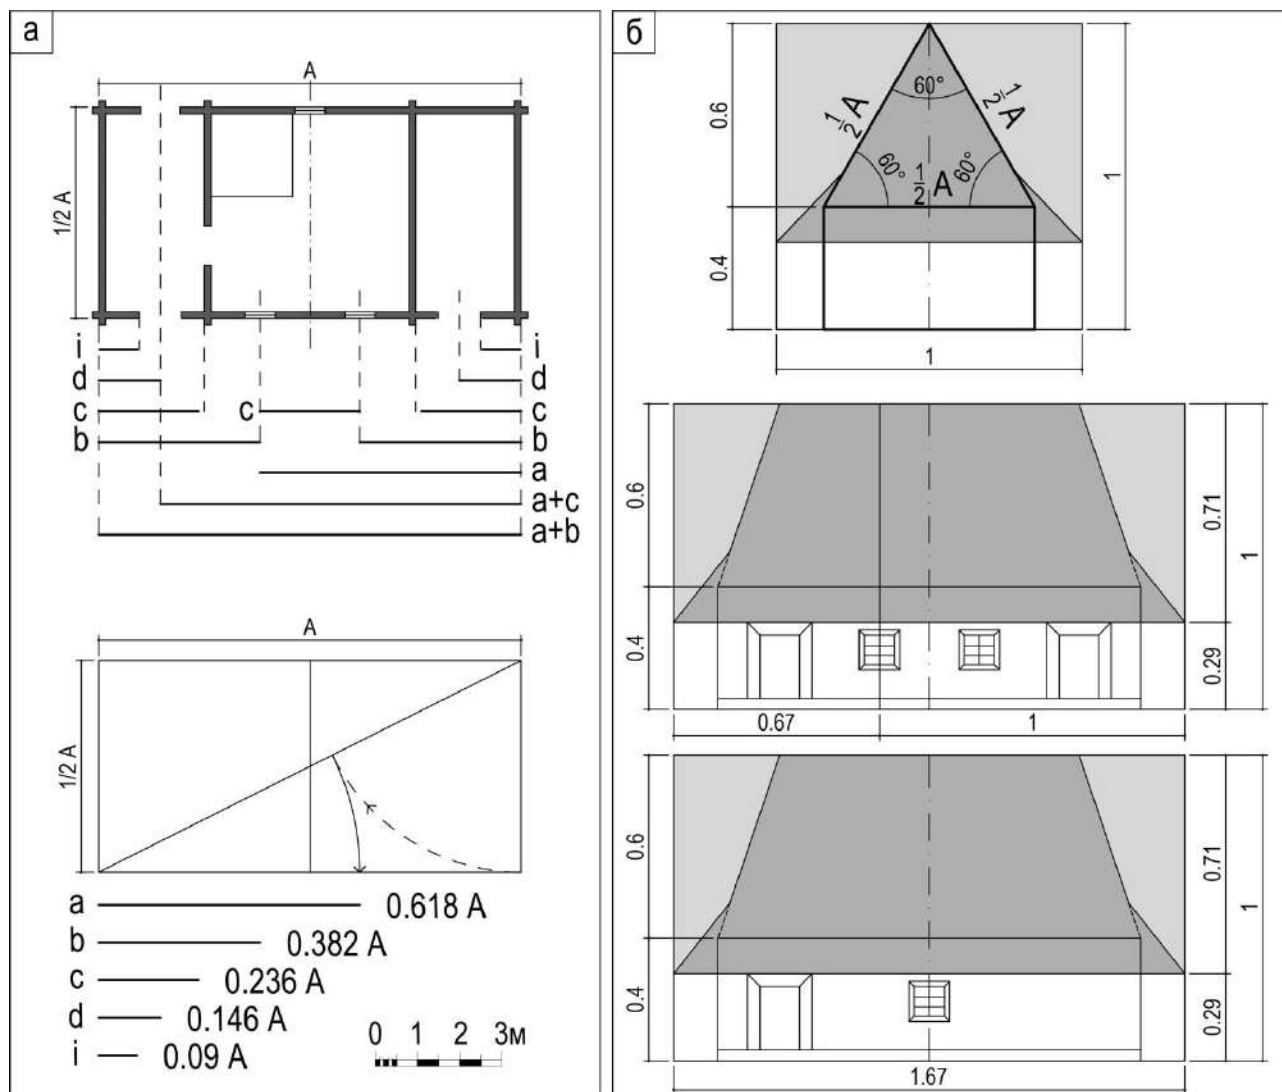 а
A
1/2 A
i i
d d
c c c
b b
a
a+c
a+b
A
1/2 A
a 0.618 A
b 0.382 A
c 0.236 A
d 0.146 A
i 0.09 A
0 1 2 3м
б
0.6
0.4
60°
1/2 A
1/2 A
60°
1/2 A
60°
1
1
0.6
0.4
0.71
0.29
1
0.67
1
0.6
0.4
0.71
0.29
1
1.67